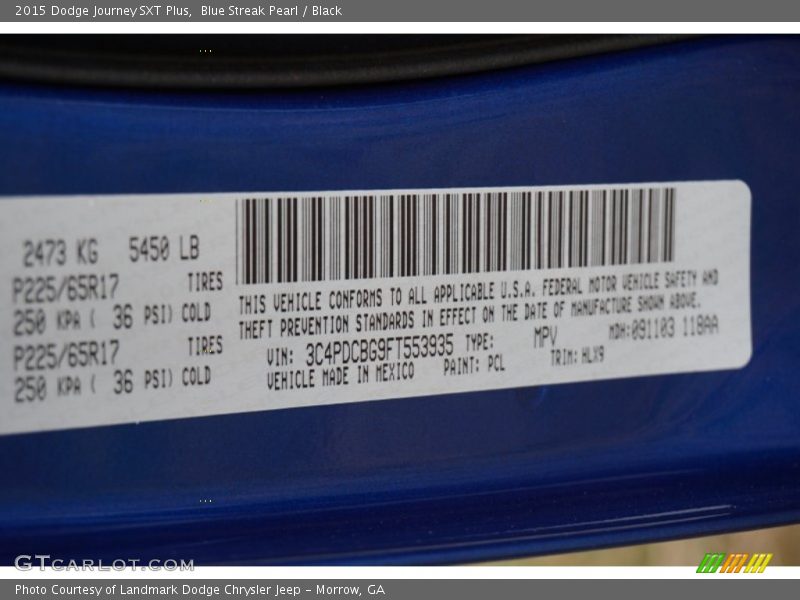 2015 Dodge Journey SXT Plus, Blue Streak Pearl / Black
2473 KG 5450 LB
P225/65R17 TIRES
250 KPA ( 36 PSI) COLD
P225/65R17 TIRES
250 KPA ( 36 PSI) COLD
THIS VEHICLE CONFORMS TO ALL APPLICABLE U.S.A. FEDERAL MOTOR VEHICLE SAFETY AND
THEFT PREVENTION STANDARDS IN EFFECT ON THE DATE OF MANUFACTURE SHOWN ABOVE.
VIN: 3C4PDCBG9FT553935 TYPE: MPV MDH:091103 118AA
VEHICLE MADE IN MEXICO PAINT: PCL TRIM: HLX9
GTCARLOT.COM
Photo Courtesy of Landmark Dodge Chrysler Jeep – Morrow, GA